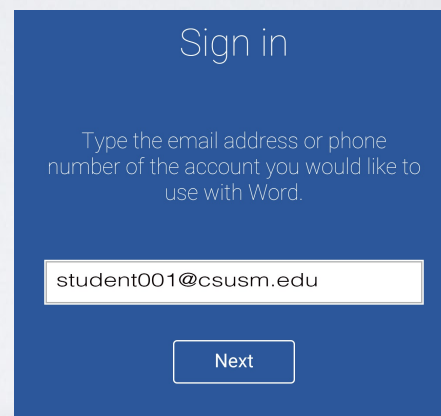 Sign in
Type the email address or phone
number of the account you would like to
use with Word.
student001@csusm.edu
Next